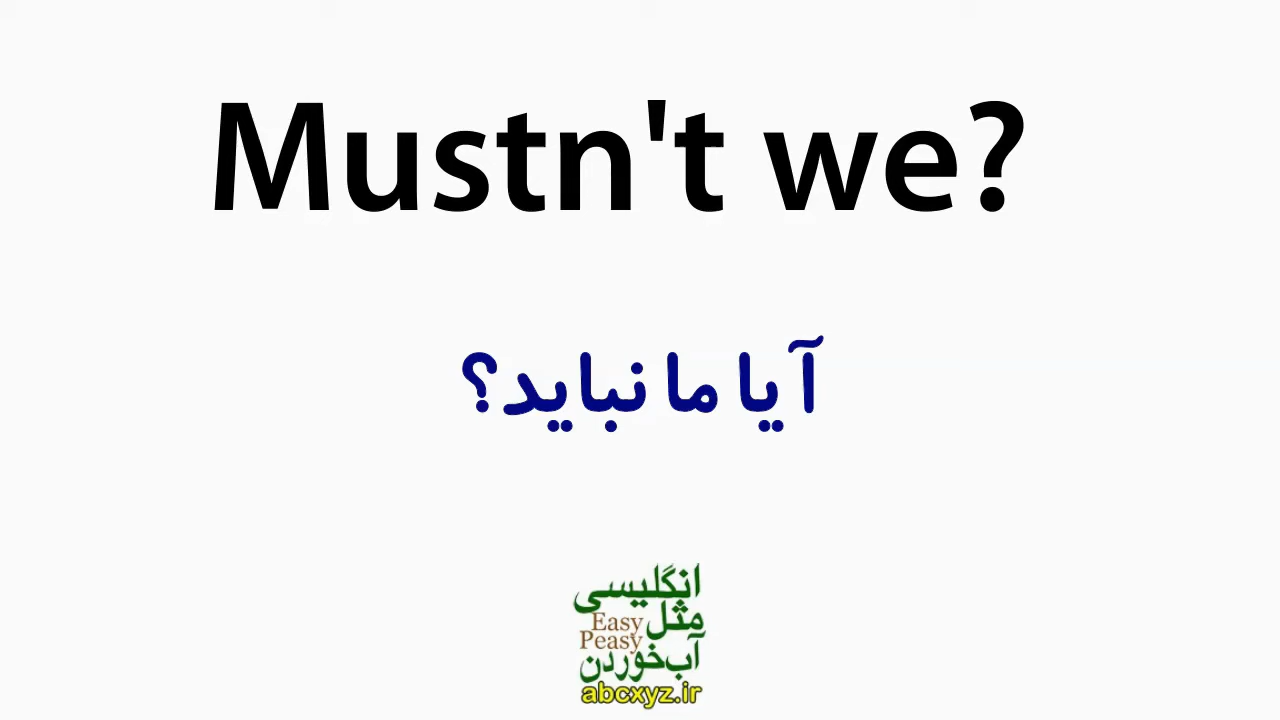 Mustn't we?
آیا ما نباید؟
انگلیسی
مثل Easy
Peasy
آب‌خوردن
abcxyz.ir